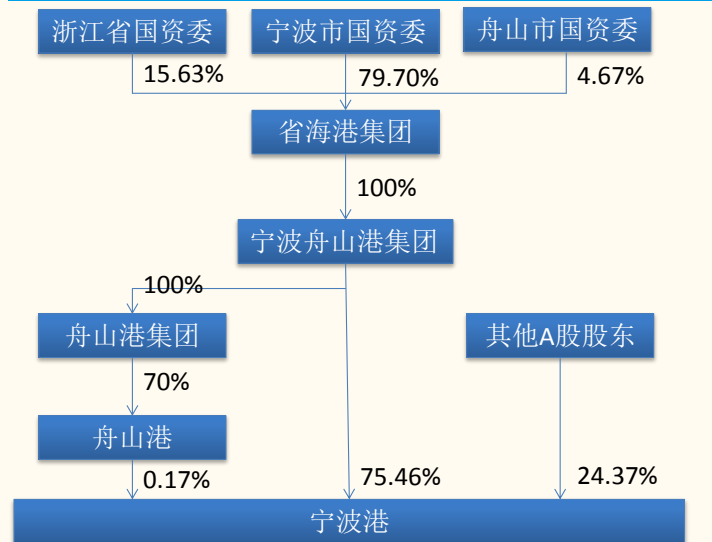 浙江省国资委
宁波市国资委
舟山市国资委
15.63%
79.70%
4.67%
省海港集团
100%
宁波舟山港集团
100%
舟山港集团
其他A股股东
70%
舟山港
0.17%
75.46%
24.37%
宁波港